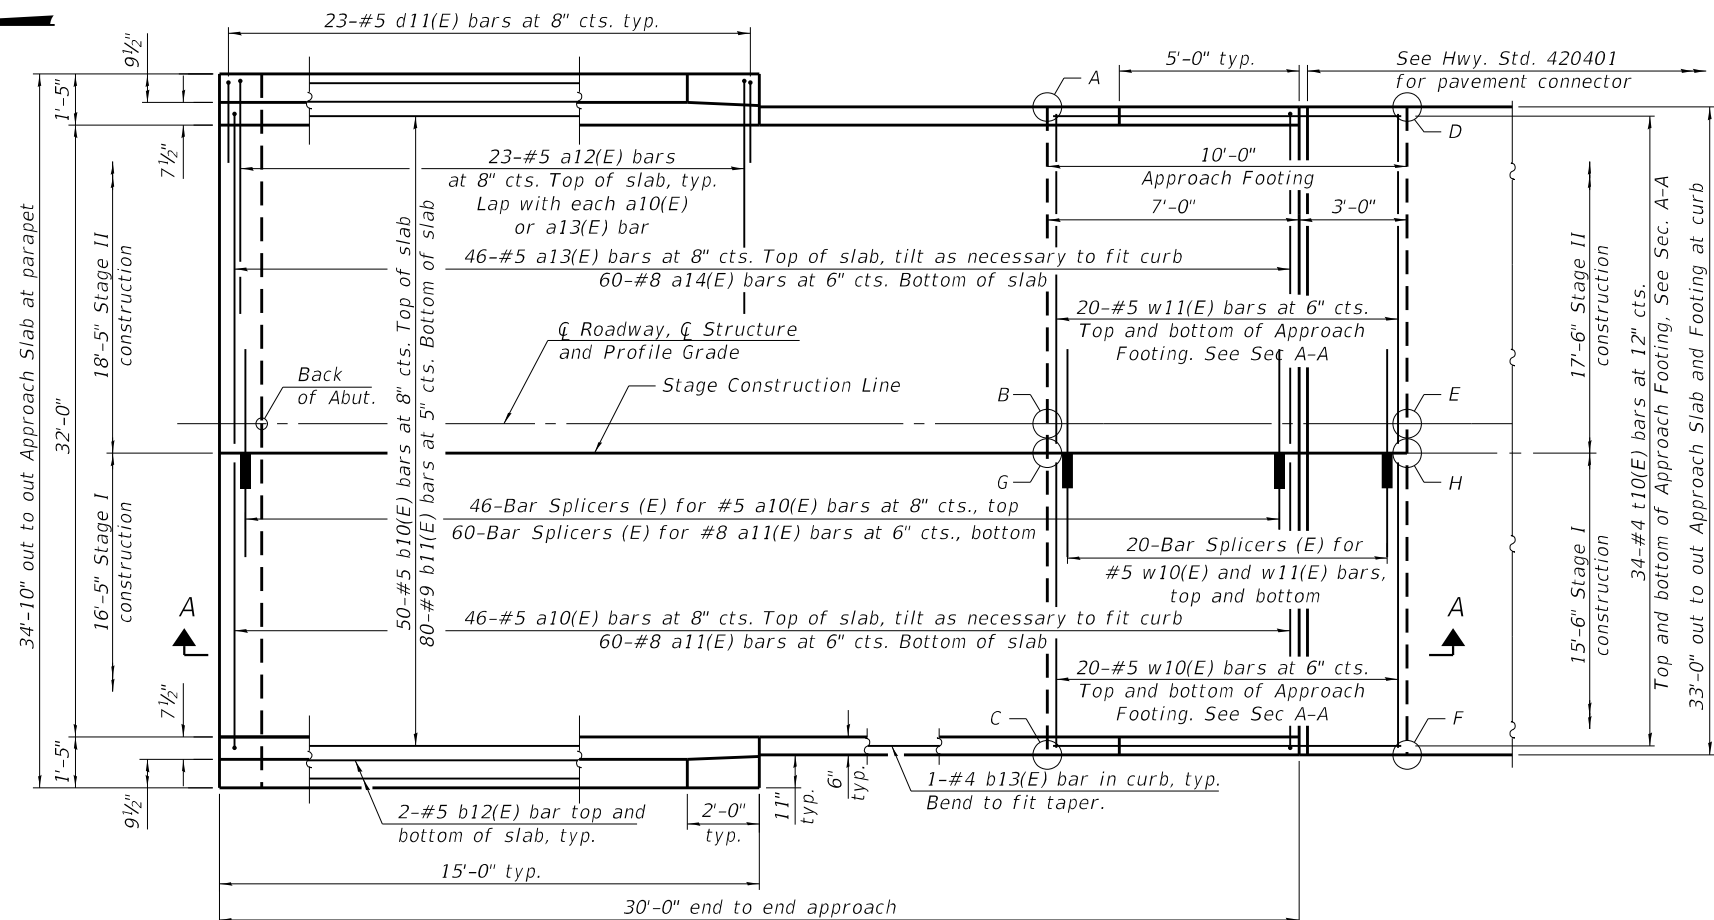 23-#5 d11(E) bars at 8" cts. typ.
9½"
1'-5"
7½"
5'-0" typ.
See Hwy. Std. 420401
for pavement connector
A
D
23-#5 a12(E) bars
at 8" cts. Top of slab, typ.
Lap with each a10(E)
or a13(E) bar
10'-0"
Approach Footing
7'-0"
3'-0"
46-#5 a13(E) bars at 8" cts. Top of slab, tilt as necessary to fit curb
60-#8 a14(E) bars at 6" cts. Bottom of slab
20-#5 w11(E) bars at 6" cts.
Top and bottom of Approach
Footing. See Sec A-A
℄ Roadway, ℄ Structure
and Profile Grade
Stage Construction Line
Back
of Abut.
B
E
G
H
34'-10" out to out Approach Slab at parapet
32'-0"
18'-5" Stage II
construction
16'-5" Stage I
construction
50-#5 b10(E) bars at 8" cts. Top of slab
80-#9 b11(E) bars at 5" cts. Bottom of slab
17'-6" Stage II
construction
15'-6" Stage I
construction
34-#4 t10(E) bars at 12" cts.
Top and bottom of Approach Footing, See Sec. A-A
33'-0" out to out Approach Slab and Footing at curb
46-Bar Splicers (E) for #5 a10(E) bars at 8" cts., top
60-Bar Splicers (E) for #8 a11(E) bars at 6" cts., bottom
20-Bar Splicers (E) for
#5 w10(E) and w11(E) bars,
top and bottom
A
A
46-#5 a10(E) bars at 8" cts. Top of slab, tilt as necessary to fit curb
60-#8 a11(E) bars at 6" cts. Bottom of slab
20-#5 w10(E) bars at 6" cts.
Top and bottom of Approach
Footing. See Sec A-A
C
F
7½"
1'-5"
9½"
2-#5 b12(E) bar top and
bottom of slab, typ.
2'-0"
typ.
11"
typ.
6"
typ.
1-#4 b13(E) bar in curb, typ.
Bend to fit taper.
15'-0" typ.
30'-0" end to end approach